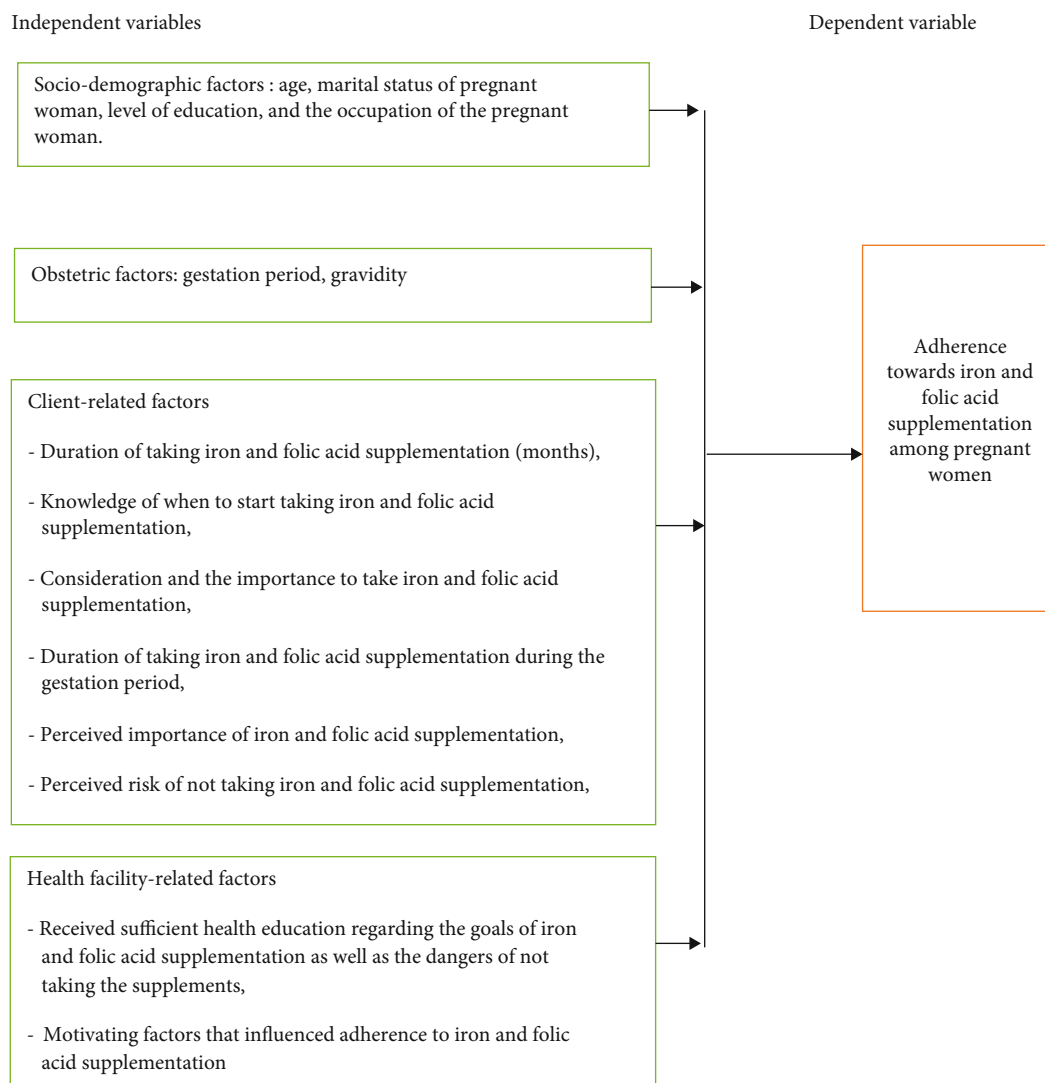 Independent variables
Dependent variable
Socio-demographic factors : age, marital status of pregnant
woman, level of education, and the occupation of the pregnant
woman.
Obstetric factors: gestation period, gravidity
Client-related factors
- Duration of taking iron and folic acid supplementation (months),
- Knowledge of when to start taking iron and folic acid
supplementation,
- Consideration and the importance to take iron and folic acid
supplementation,
- Duration of taking iron and folic acid supplementation during the
gestation period,
- Perceived importance of iron and folic acid supplementation,
- Perceived risk of not taking iron and folic acid supplementation,
Health facility-related factors
- Received sufficient health education regarding the goals of iron
and folic acid supplementation as well as the dangers of not
taking the supplements,
- Motivating factors that influenced adherence to iron and folic
acid supplementation
Adherence
towards iron and
folic acid
supplementation
among pregnant
women